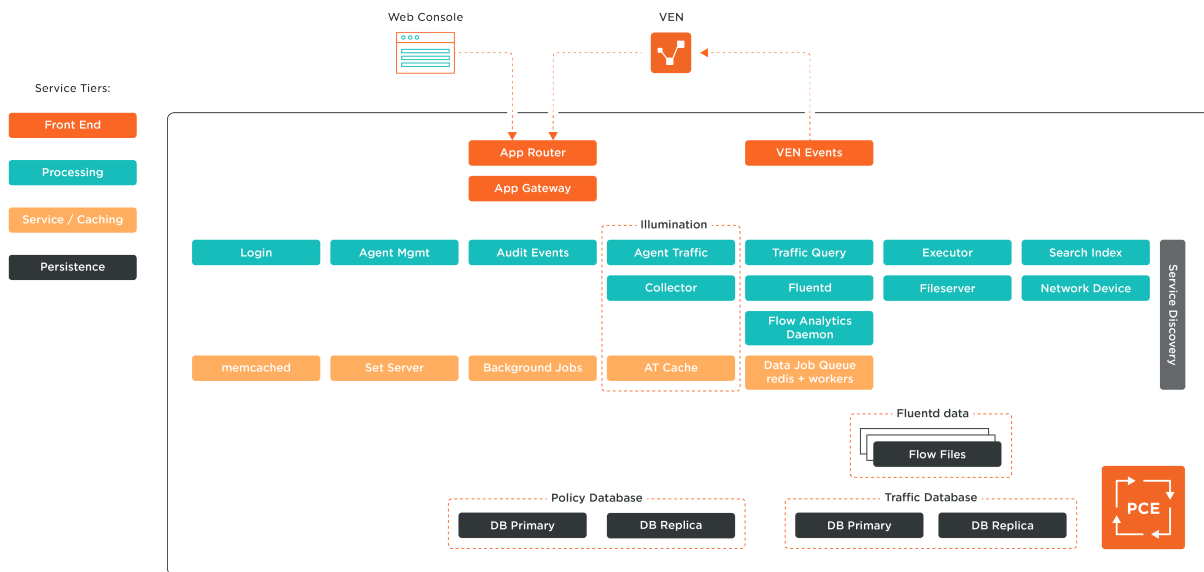 Web Console
VEN
Service Tiers:
Front End
Processing
Service / Caching
Persistence
App Router
VEN Events
App Gateway
Illumination
Login
Agent Mgmt
Audit Events
Agent Traffic
Traffic Query
Executor
Search Index
Collector
Fluentd
Fileserver
Network Device
Flow Analytics
Daemon
Service Discovery
memcached
Set Server
Background Jobs
AT Cache
Data Job Queue
redis + workers
Fluentd data
Flow Files
Policy Database
DB Primary
DB Replica
Traffic Database
DB Primary
DB Replica
PCE